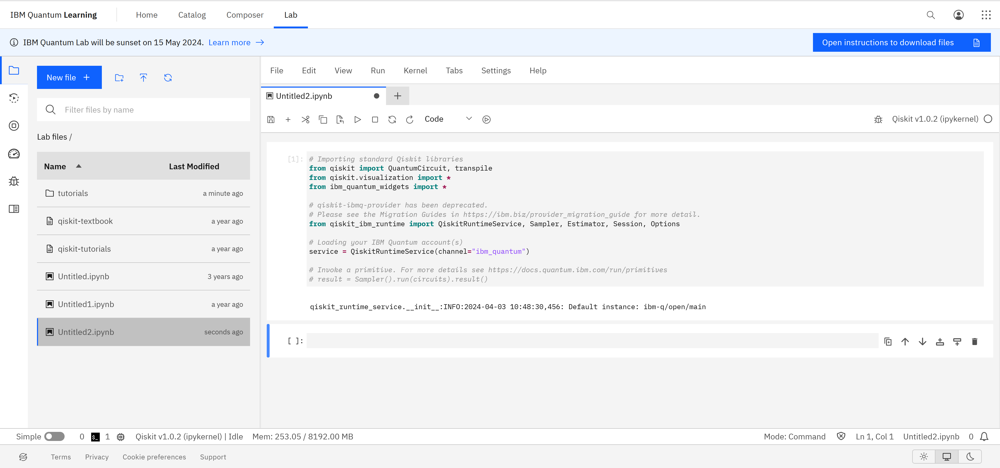 IBM Quantum Learning
Home Catalog Composer Lab
IBM Quantum Lab will be sunset on 15 May 2024. Learn more
Open instructions to download files
New file
Filter files by name
Lab files /
Name Last Modified
tutorials a minute ago
qiskit-textbook a year ago
qiskit-tutorials a year ago
Untitled.ipynb 3 years ago
Untitled1.ipynb a year ago
Untitled2.ipynb seconds ago
File Edit View Run Kernel Tabs Settings Help
Untitled2.ipynb
Code
Qiskit v1.0.2 (ipykernel)
[1]:
# Importing standard Qiskit libraries
from qiskit import QuantumCircuit, transpile
from qiskit.visualization import *
from ibm_quantum_widgets import *
# qiskit-ibmq-provider has been deprecated.
# Please see the Migration Guides in https://ibm.biz/provider_migration_guide for more detail.
from qiskit_ibm_runtime import QiskitRuntimeService, Sampler, Estimator, Session, Options
# Loading your IBM Quantum account(s)
service = QiskitRuntimeService(channel="ibm_quantum")
# Invoke a primitive. For more details see https://docs.quantum.ibm.com/run/primitives
# result = Sampler().run(circuits).result()
qiskit_runtime_service.__init__:INFO:2024-04-03 10:48:30,456: Default instance: ibm-q/open/main
[ ]:
Simple 0 $_ 1 Qiskit v1.0.2 (ipykernel) | Idle Mem: 253.05 / 8192.00 MB
Mode: Command Ln 1, Col 1 Untitled2.ipynb 0
Terms Privacy Cookie preferences Support